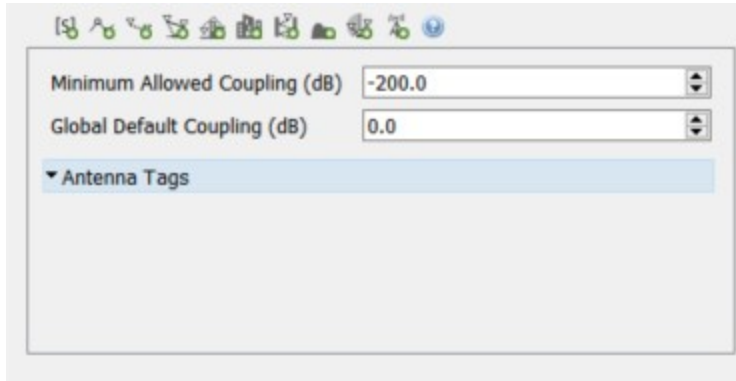 [S]
Minimum Allowed Coupling (dB) -200.0
Global Default Coupling (dB) 0.0
Antenna Tags